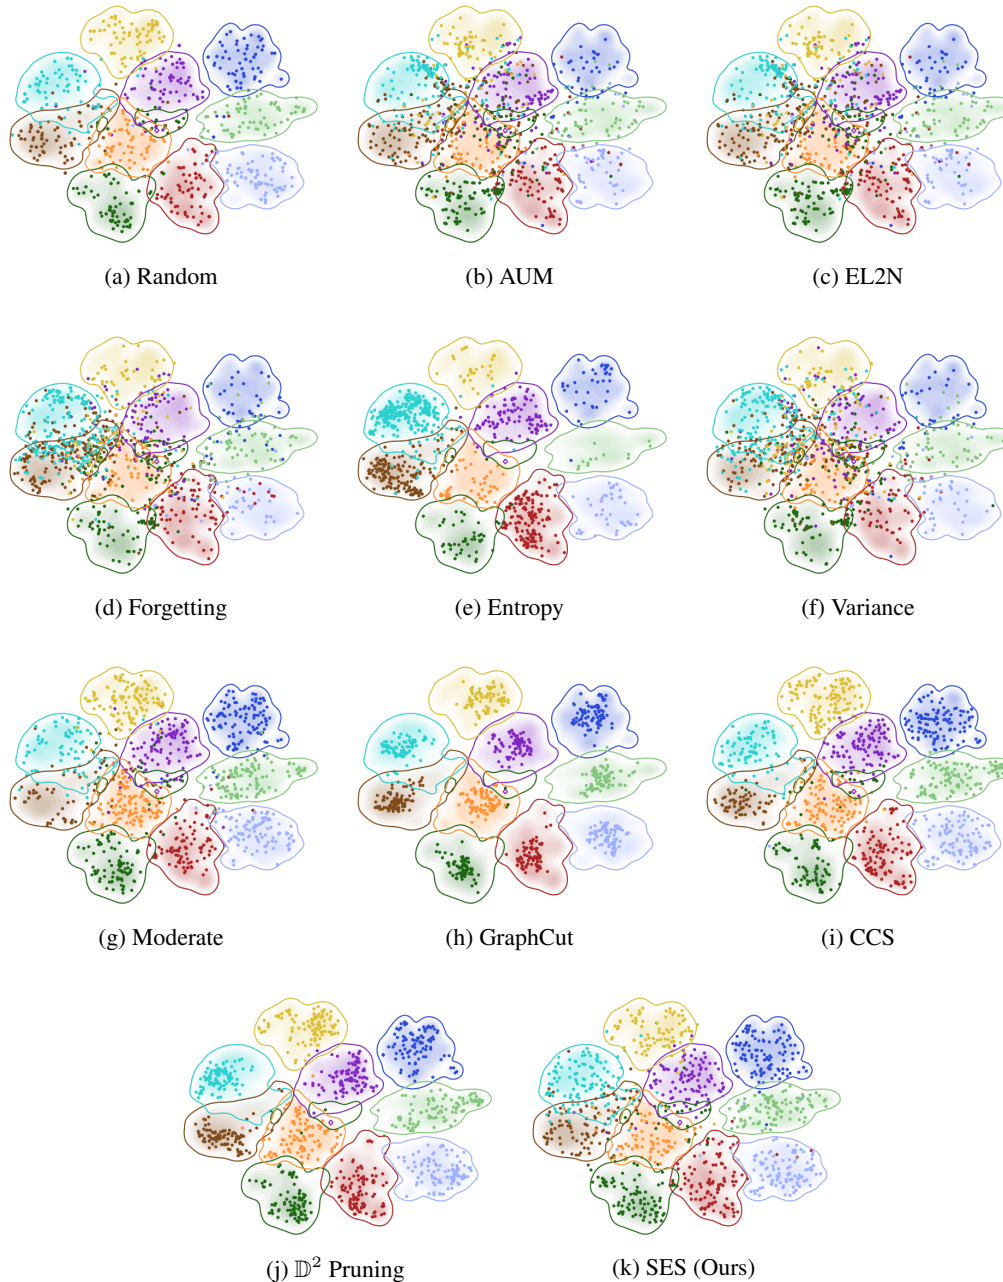 (a) Random
(b) AUM
(c) EL2N
(d) Forgetting
(e) Entropy
(f) Variance
(g) Moderate
(h) GraphCut
(i) CCS
(j) 𝔻² Pruning
(k) SES (Ours)